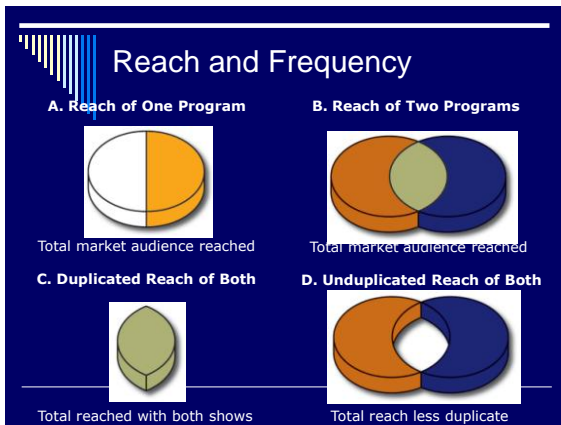 Reach and Frequency
A. Reach of One Program
B. Reach of Two Programs
Total market audience reached
Total market audience reached
C. Duplicated Reach of Both
D. Unduplicated Reach of Both
Total reached with both shows
Total reach less duplicate